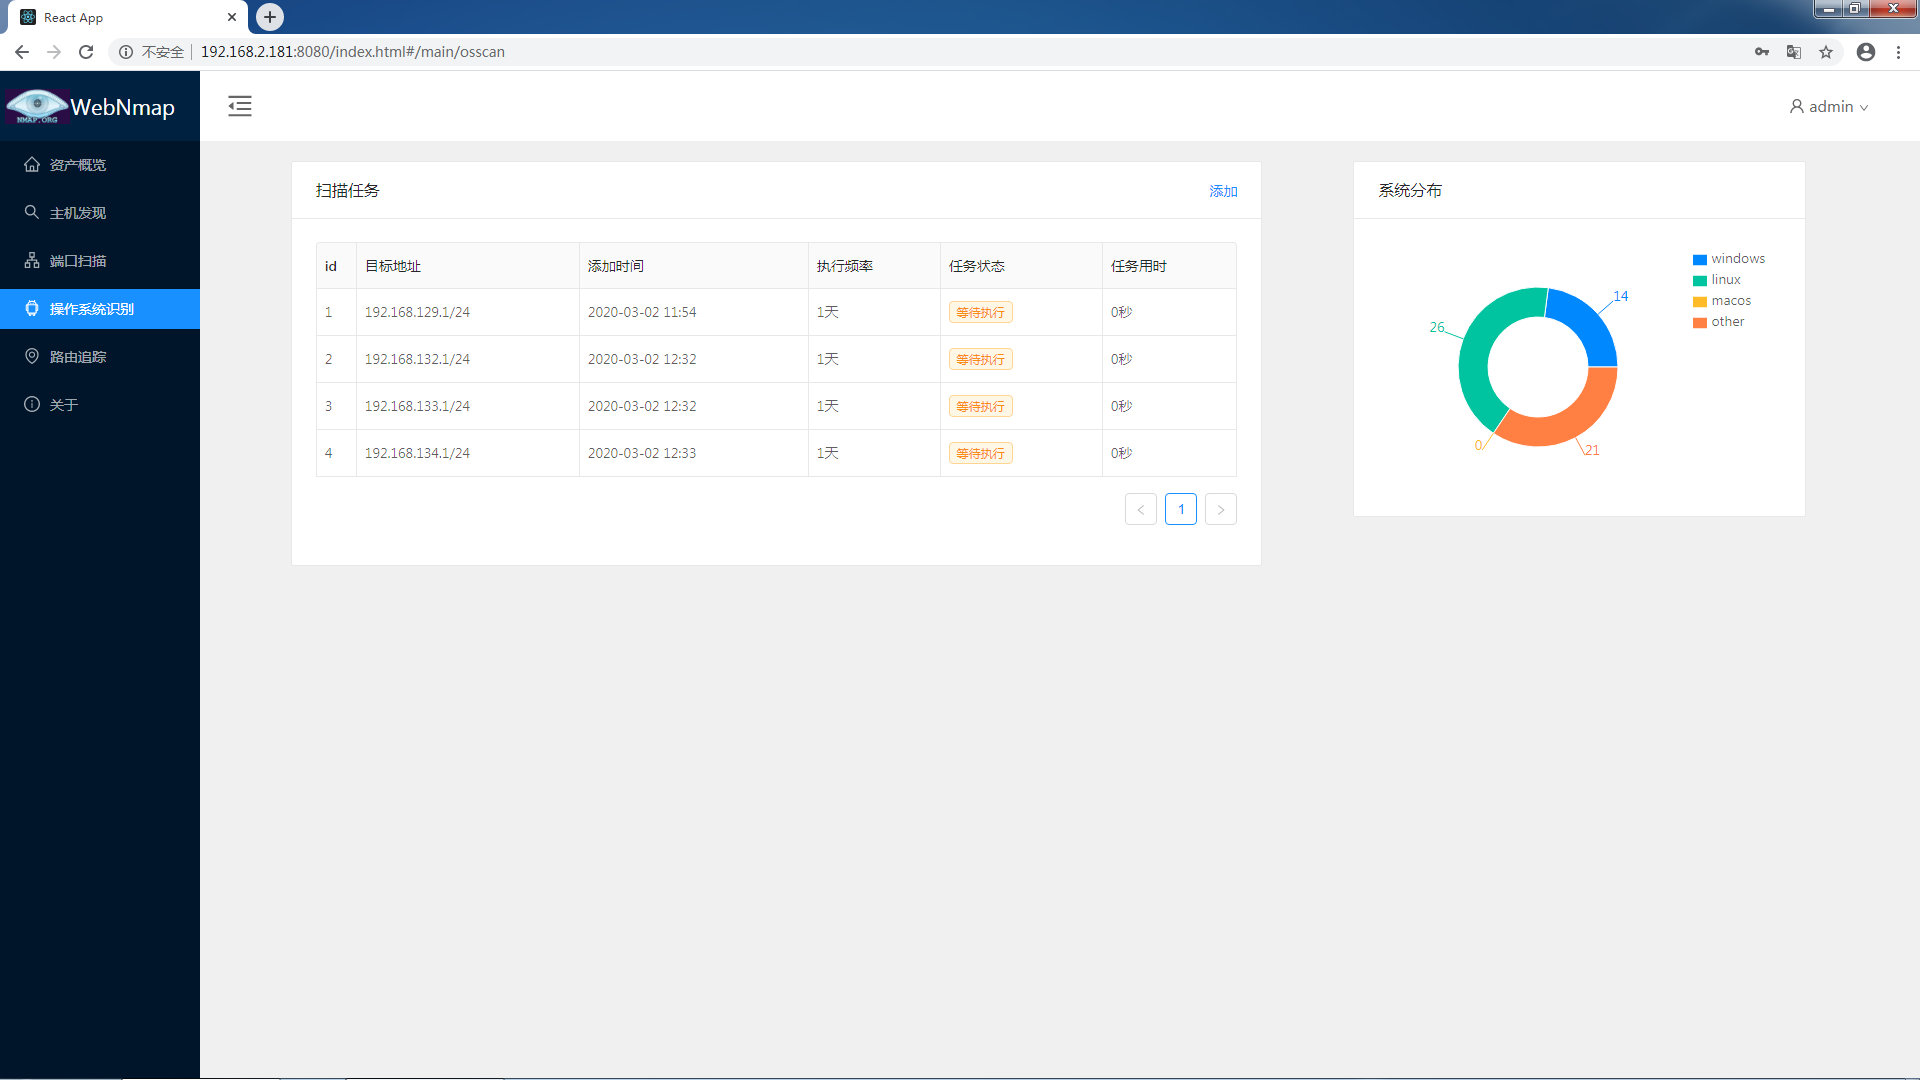 React App
不安全 192.168.2.181:8080/index.html#/main/osscan
NMAP.ORG
WebNmap
admin
资产概览
主机发现
端口扫描
操作系统识别
路由追踪
关于
扫描任务 添加
id 目标地址 添加时间 执行频率 任务状态 任务用时
1 192.168.129.1/24 2020-03-02 11:54 1天 等待执行 0秒
2 192.168.132.1/24 2020-03-02 12:32 1天 等待执行 0秒
3 192.168.133.1/24 2020-03-02 12:32 1天 等待执行 0秒
4 192.168.134.1/24 2020-03-02 12:33 1天 等待执行 0秒
< 1 >
系统分布
windows
linux
macos
other
14
26
0
21